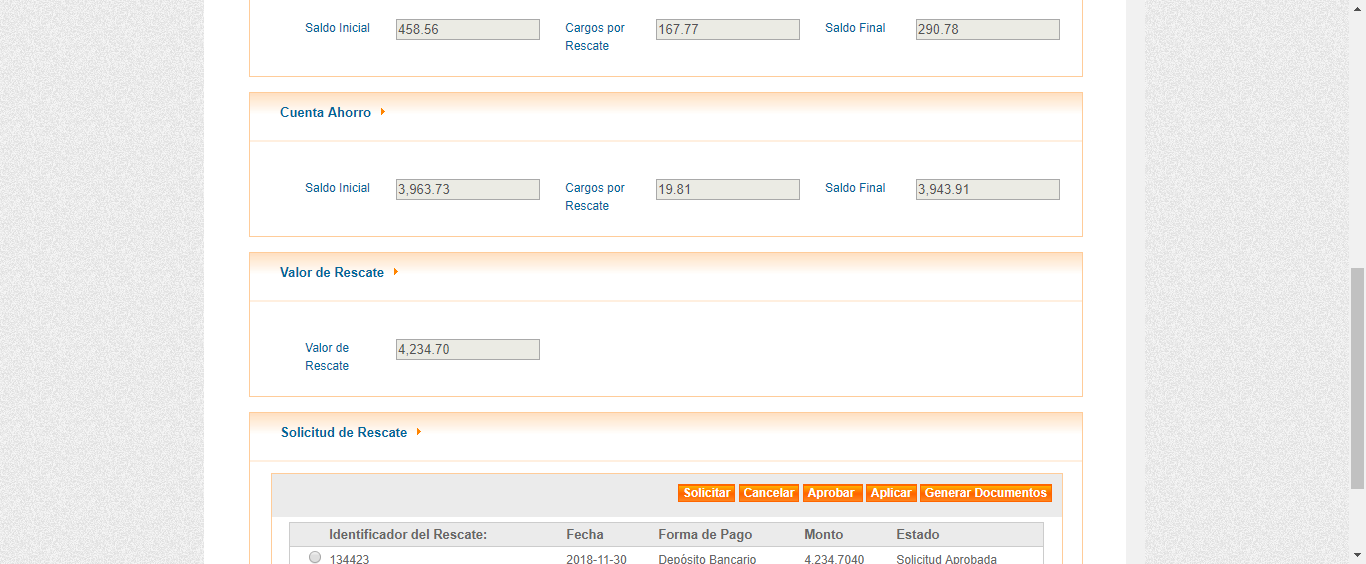 Saldo Inicial 458.56 Cargos por Rescate 167.77 Saldo Final 290.78
Cuenta Ahorro
Saldo Inicial 3,963.73 Cargos por Rescate 19.81 Saldo Final 3,943.91
Valor de Rescate
Valor de Rescate 4,234.70
Solicitud de Rescate
Solicitar Cancelar Aprobar Aplicar Generar Documentos
Identificador del Rescate: Fecha Forma de Pago Monto Estado
134423 2018-11-30 Depósito Bancario 4,234.7040 Solicitud Aprobada